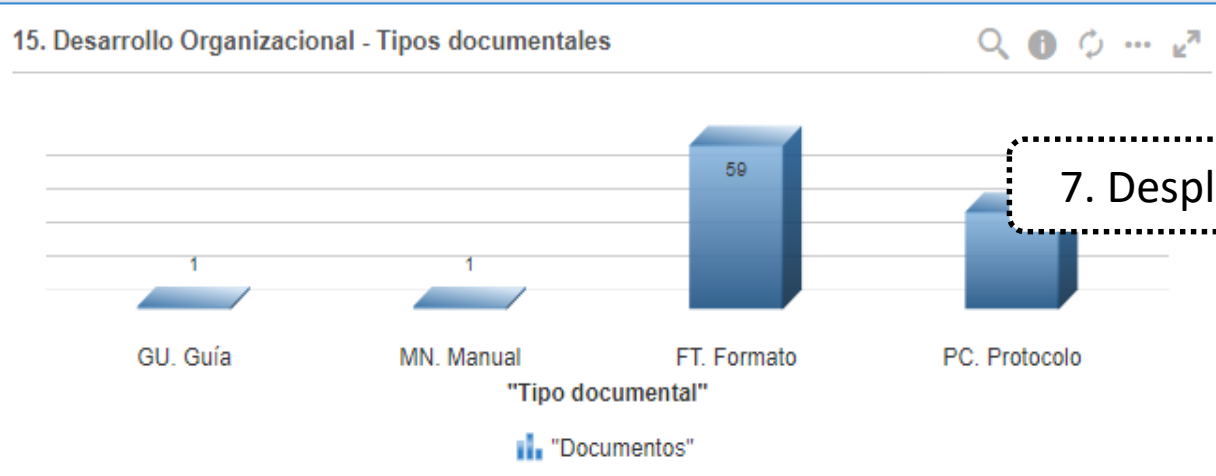 15. Desarrollo Organizacional - Tipos documentales
7. Despl
59
1
1
GU. Guía
MN. Manual
FT. Formato
PC. Protocolo
"Tipo documental"
"Documentos"